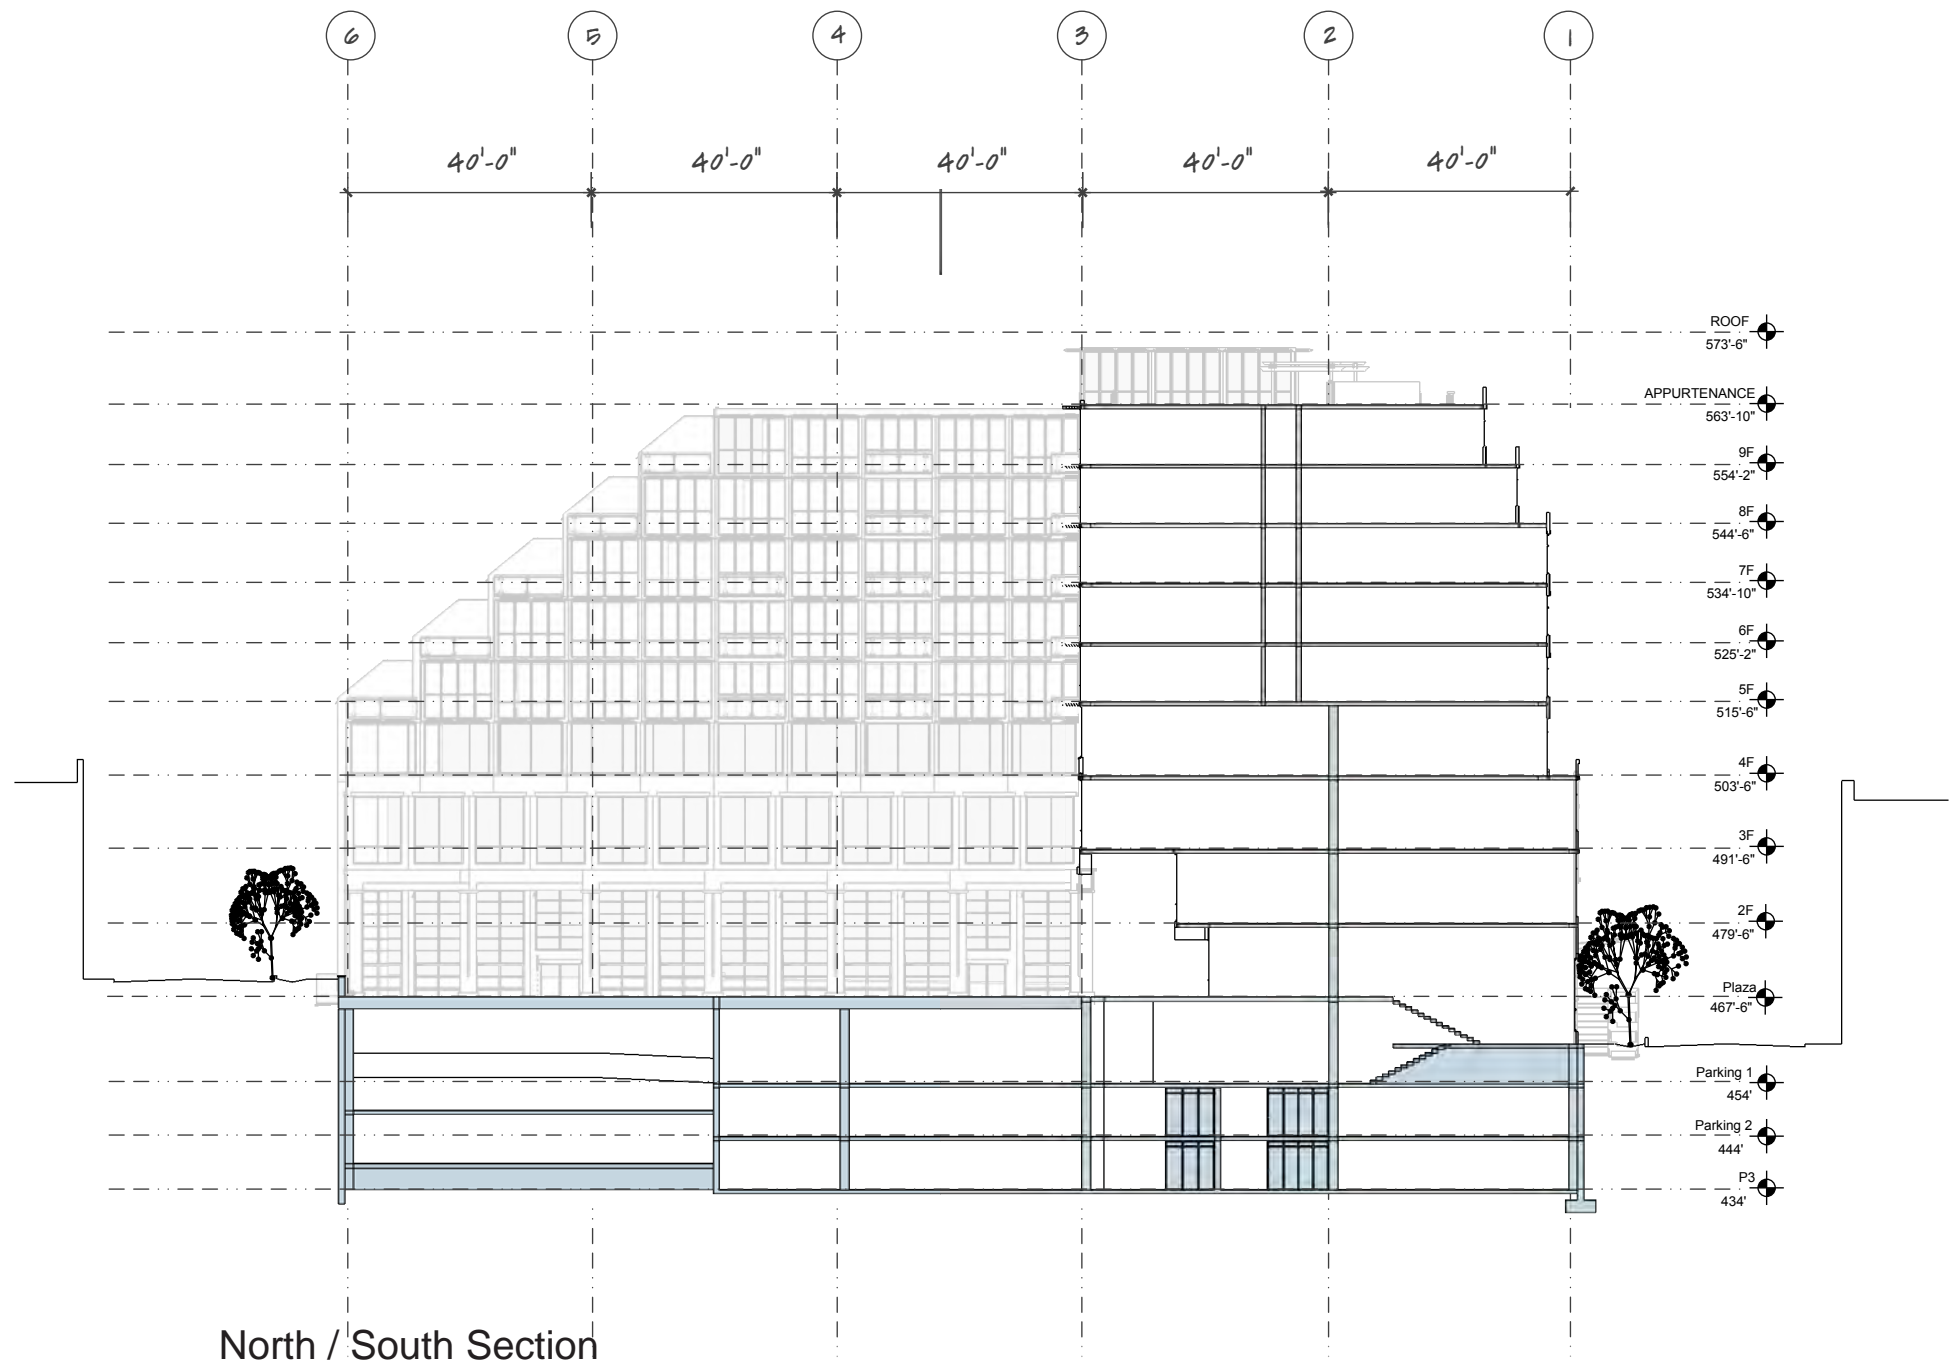 6 5 4 3 2 1
40'-0" 40'-0" 40'-0" 40'-0" 40'-0"
ROOF
573'-6"
APPURTENANCE
563'-10"
9F
554'-2"
8F
544'-6"
7F
534'-10"
6F
525'-2"
5F
515'-6"
4F
503'-6"
3F
491'-6"
2F
479'-6"
Plaza
467'-6"
Parking 1
454'
Parking 2
444'
P3
434'
North / South Section